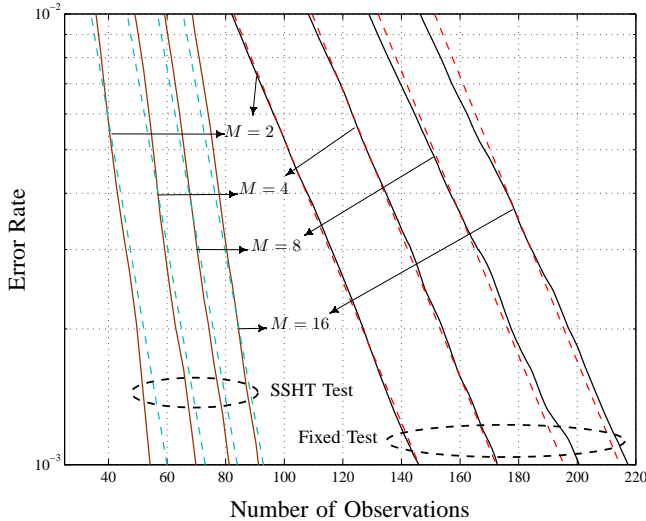 10^{-2}
M = 2
M = 4
M = 8
M = 16
SSHT Test
Fixed Test
10^{-3}
40 60 80 100 120 140 160 180 200 220
Number of Observations
Error Rate